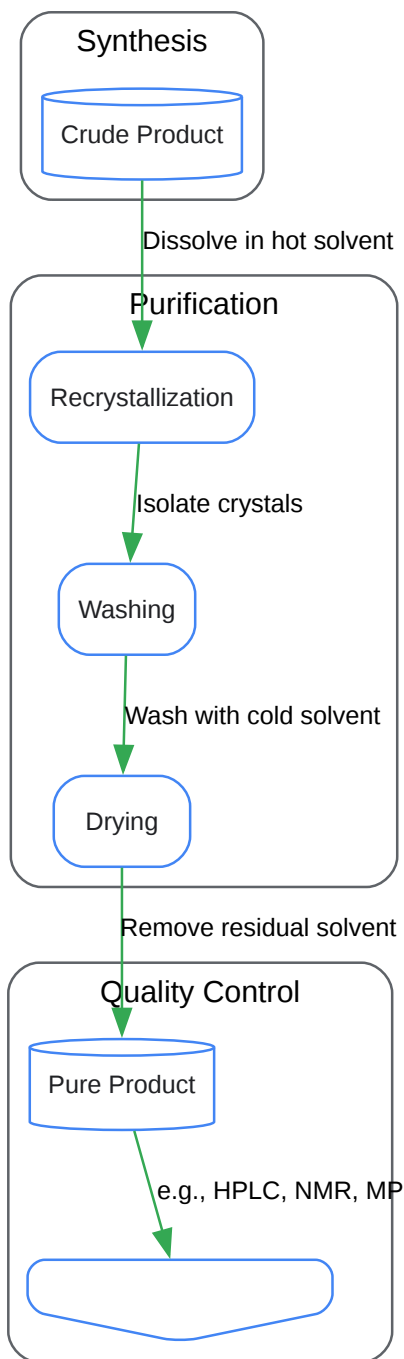 Synthesis
Crude Product
Dissolve in hot solvent
Purification
Recrystallization
Isolate crystals
Washing
Wash with cold solvent
Drying
Remove residual solvent
Quality Control
Pure Product
e.g., HPLC, NMR, MP